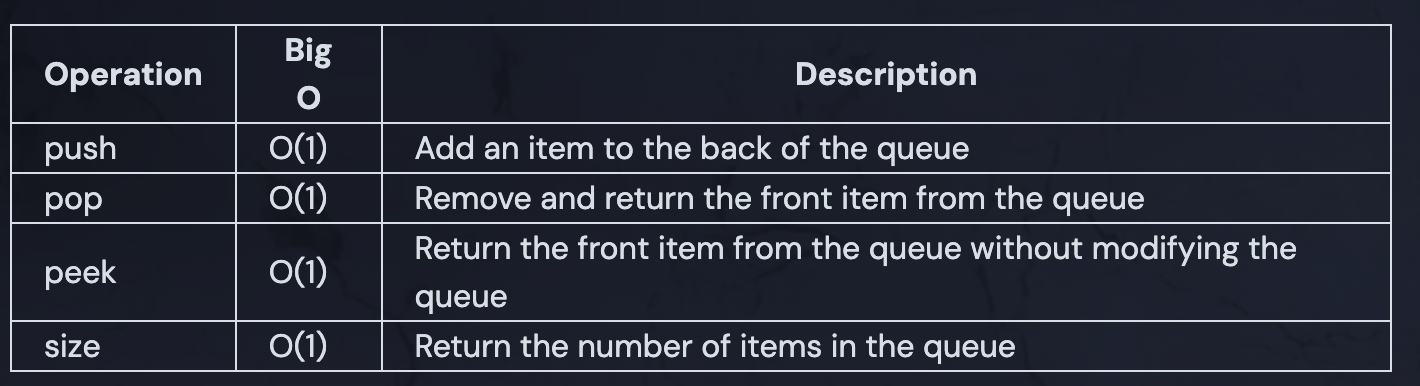 Operation Big O Description
push O(1) Add an item to the back of the queue
pop O(1) Remove and return the front item from the queue
peek O(1) Return the front item from the queue without modifying the
queue
size O(1) Return the number of items in the queue